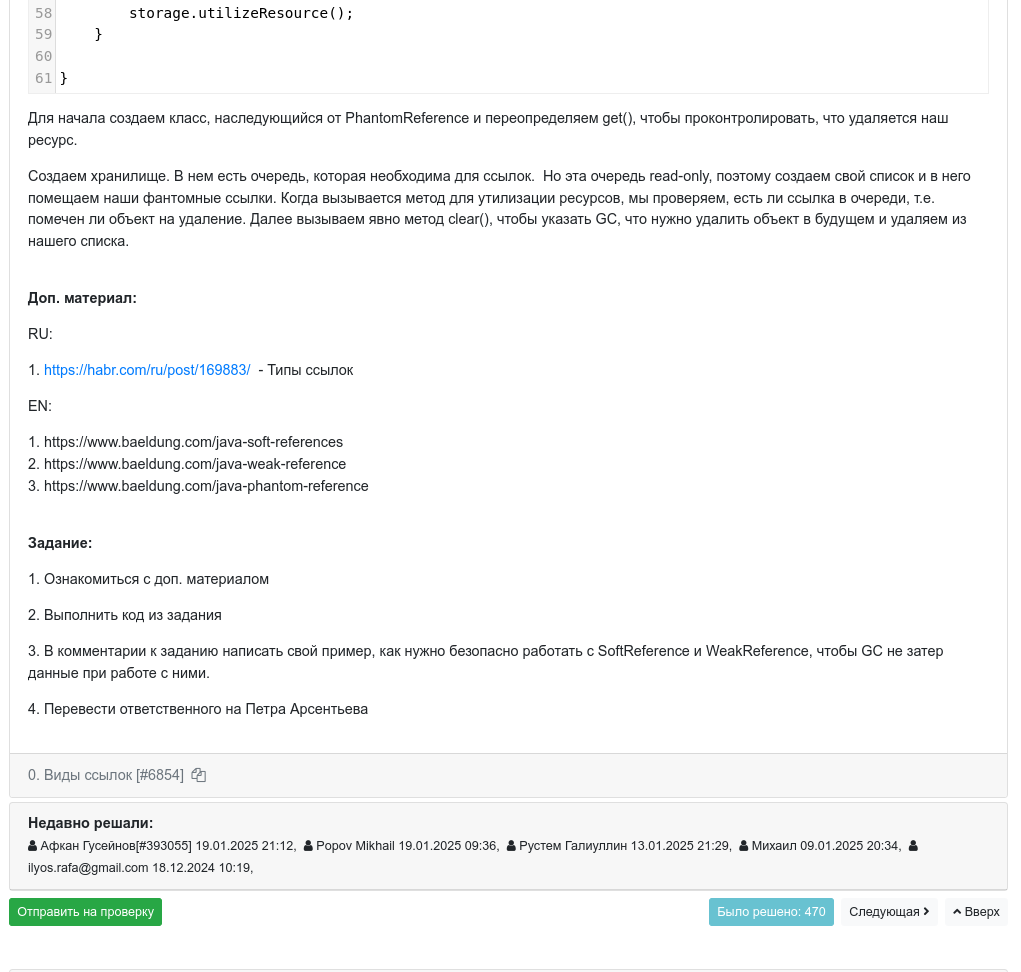 58 storage.utilizeResource();
59 }
60
61 }
Для начала создаем класс, наследующийся от PhantomReference и переопределяем get(), чтобы проконтролировать, что удаляется наш
ресурс.
Создаем хранилище. В нем есть очередь, которая необходима для ссылок.  Но эта очередь read-only, поэтому создаем свой список и в него
помещаем наши фантомные ссылки. Когда вызывается метод для утилизации ресурсов, мы проверяем, есть ли ссылка в очереди, т.е.
помечен ли объект на удаление. Далее вызываем явно метод clear(), чтобы указать GC, что нужно удалить объект в будущем и удаляем из
нашего списка.
Доп. материал:
RU:
1. https://habr.com/ru/post/169883/  - Типы ссылок
EN:
1. https://www.baeldung.com/java-soft-references
2. https://www.baeldung.com/java-weak-reference
3. https://www.baeldung.com/java-phantom-reference
Задание:
1. Ознакомиться с доп. материалом
2. Выполнить код из задания
3. В комментарии к заданию написать свой пример, как нужно безопасно работать с SoftReference и WeakReference, чтобы GC не затер
данные при работе с ними.
4. Перевести ответственного на Петра Арсентьева
0. Виды ссылок [#6854]
Недавно решали:
Афкан Гусейнов[#393055] 19.01.2025 21:12, Popov Mikhail 19.01.2025 09:36, Рустем Галиуллин 13.01.2025 21:29, Михаил 09.01.2025 20:34,
ilyos.rafa@gmail.com 18.12.2024 10:19,
Отправить на проверку Было решено: 470 Следующая Вверх